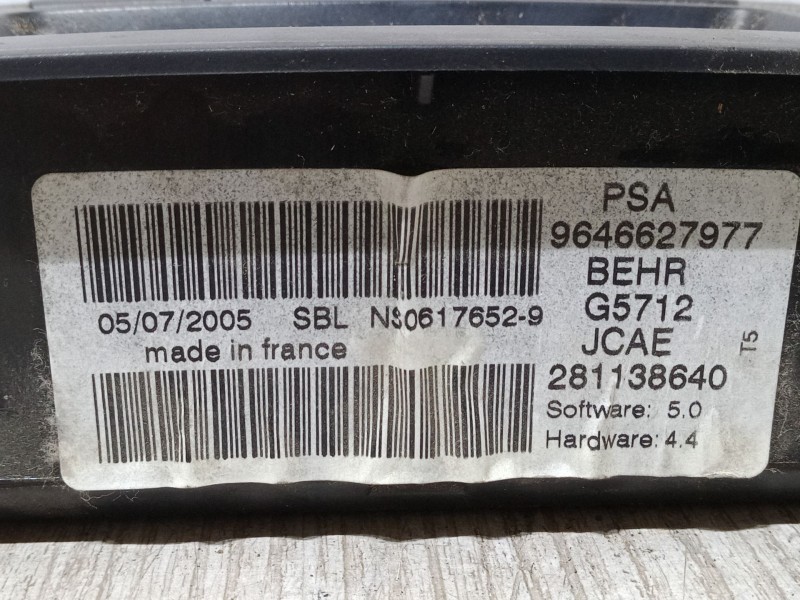 PSA
9646627977
BEHR
G5712
JCAE
281138640
Software: 5.0
Hardware: 4.4
T5
05/07/2005 SBL NS0617652-9
made in france